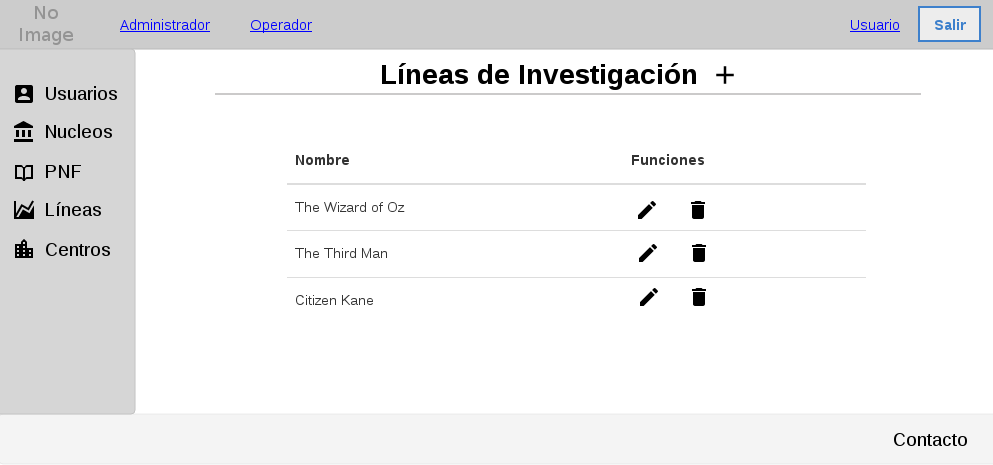 No
Image
Administrador
Operador
Usuario
Salir
Usuarios
Nucleos
PNF
Líneas
Centros
Líneas de Investigación
Nombre Funciones
The Wizard of Oz
The Third Man
Citizen Kane
Contacto